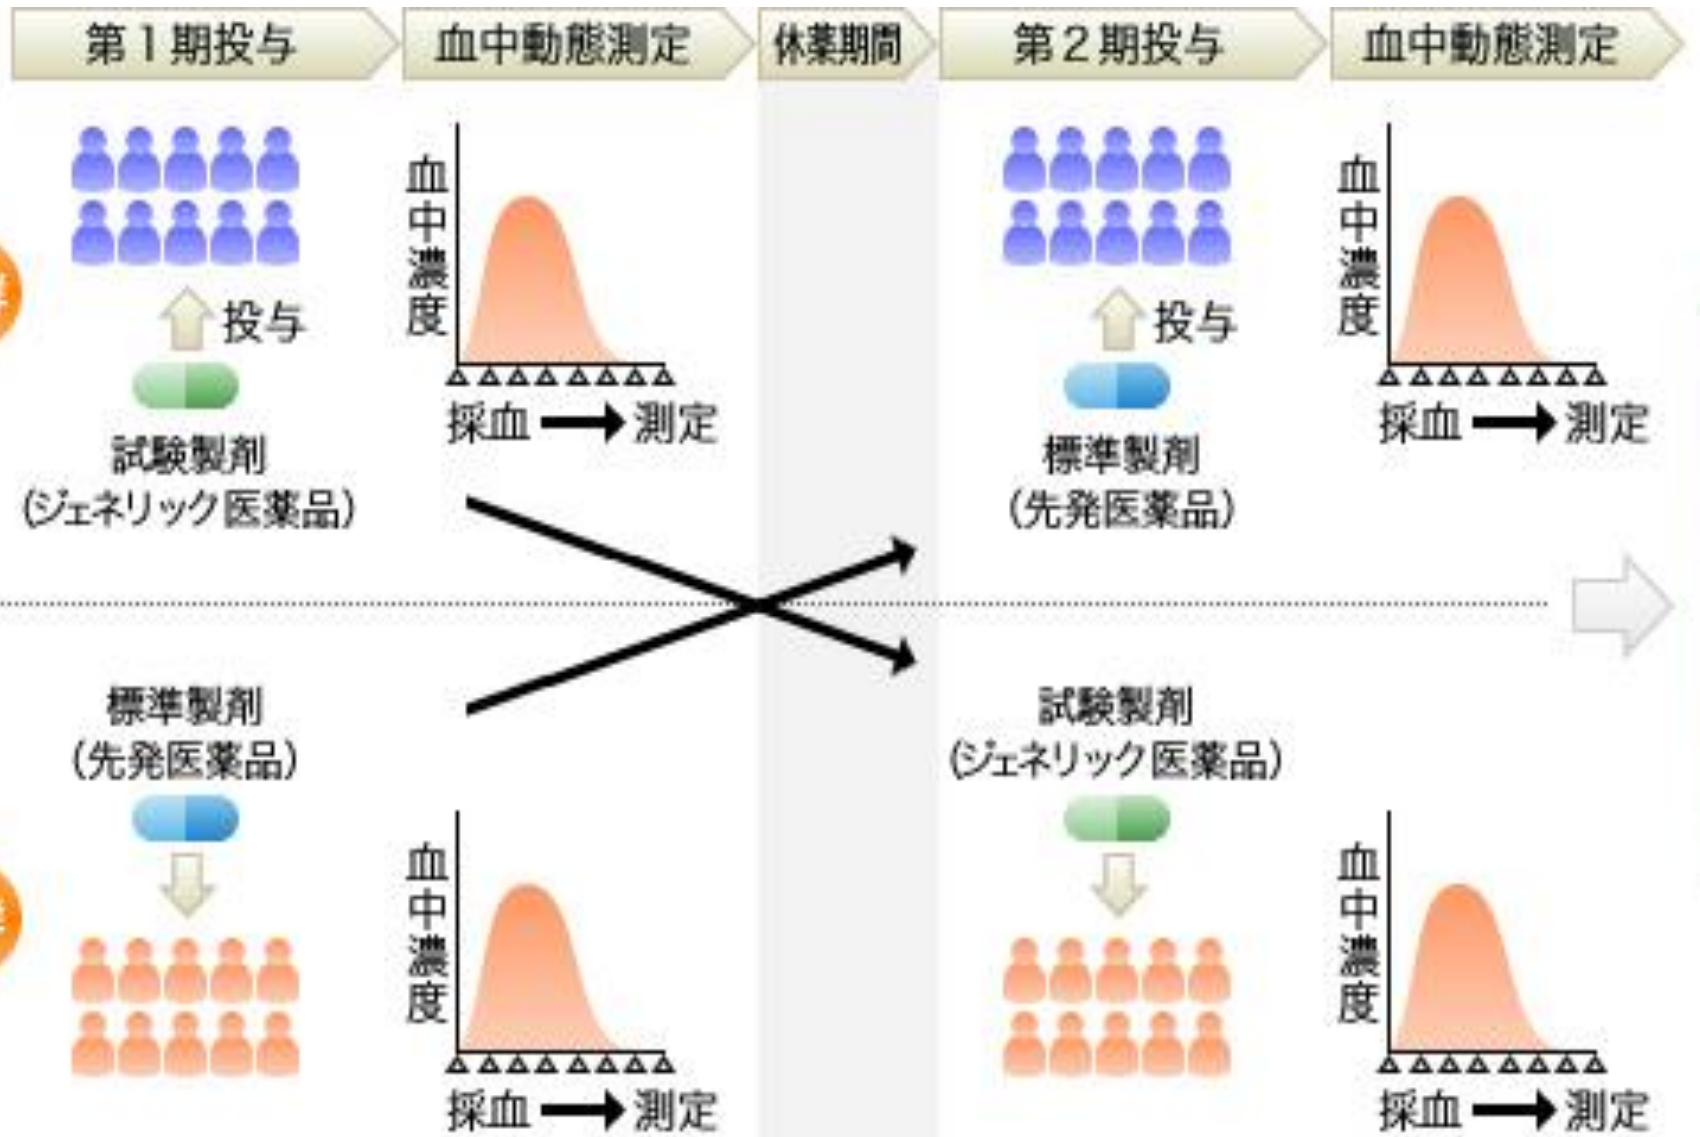 第1期投与
血中動態測定
休薬期間
第2期投与
血中動態測定
投与
試験製剤
(ジェネリック医薬品)
血中濃度
採血 測定
投与
標準製剤
(先発医薬品)
血中濃度
採血 測定
標準製剤
(先発医薬品)
血中濃度
採血 測定
試験製剤
(ジェネリック医薬品)
血中濃度
採血 測定